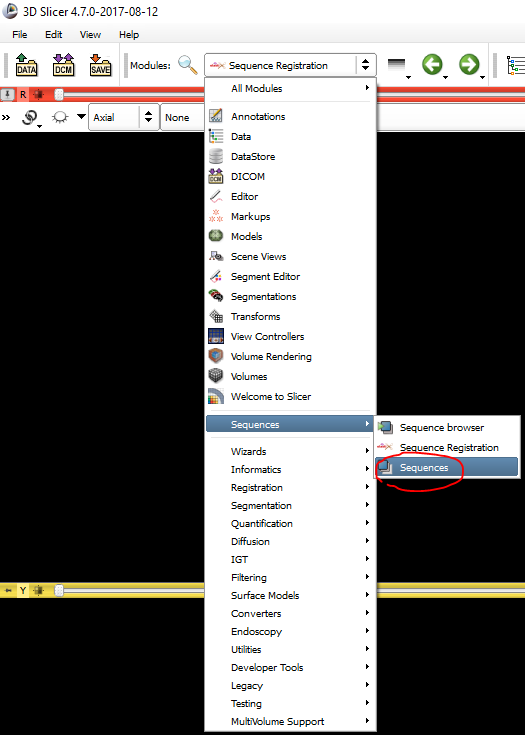 3D Slicer 4.7.0-2017-08-12
File Edit View Help
DATA DCM SAVE Modules: Sequence Registration
R
» Axial None
All Modules
Annotations
Data
DataStore
DCM DICOM
Editor
Markups
Models
Scene Views
Segment Editor
Segmentations
Transforms
View Controllers
Volume Rendering
Volumes
Welcome to Slicer
Sequences
Sequence browser
Sequence Registration
Sequences
Wizards
Informatics
Registration
Segmentation
Quantification
Diffusion
IGT
Filtering
Y
Surface Models
Converters
Endoscopy
Utilities
Developer Tools
Legacy
Testing
MultiVolume Support